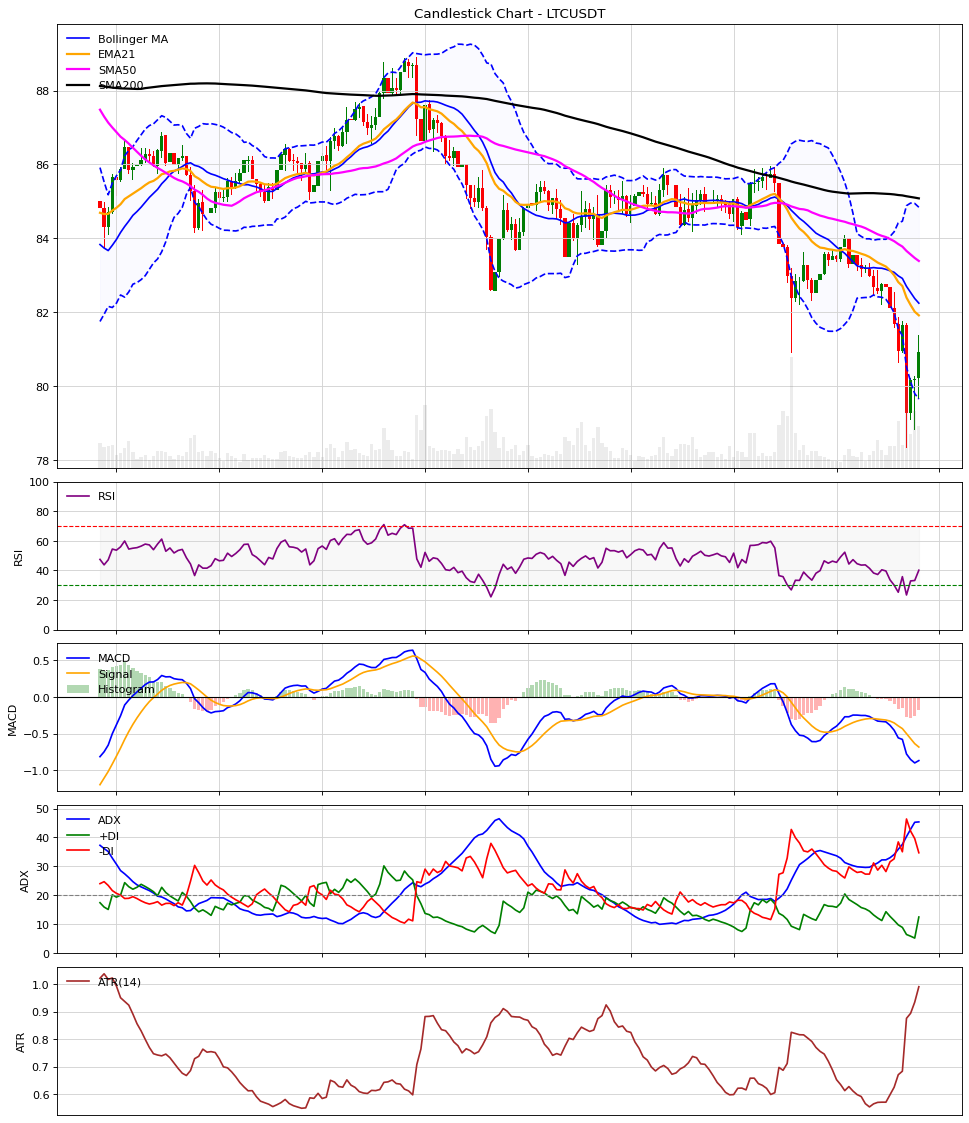 Candlestick Chart - LTCUSDT
Bollinger MA
EMA21
SMA50
SMA200
88
86
84
82
80
78
100
80
60
40
20
0
RSI
RSI
0.5
0.0
−0.5
−1.0
MACD
MACD
Signal
Histogram
50
40
30
20
10
0
ADX
ADX
+DI
-DI
1.0
0.9
0.8
0.7
0.6
ATR
ATR(14)